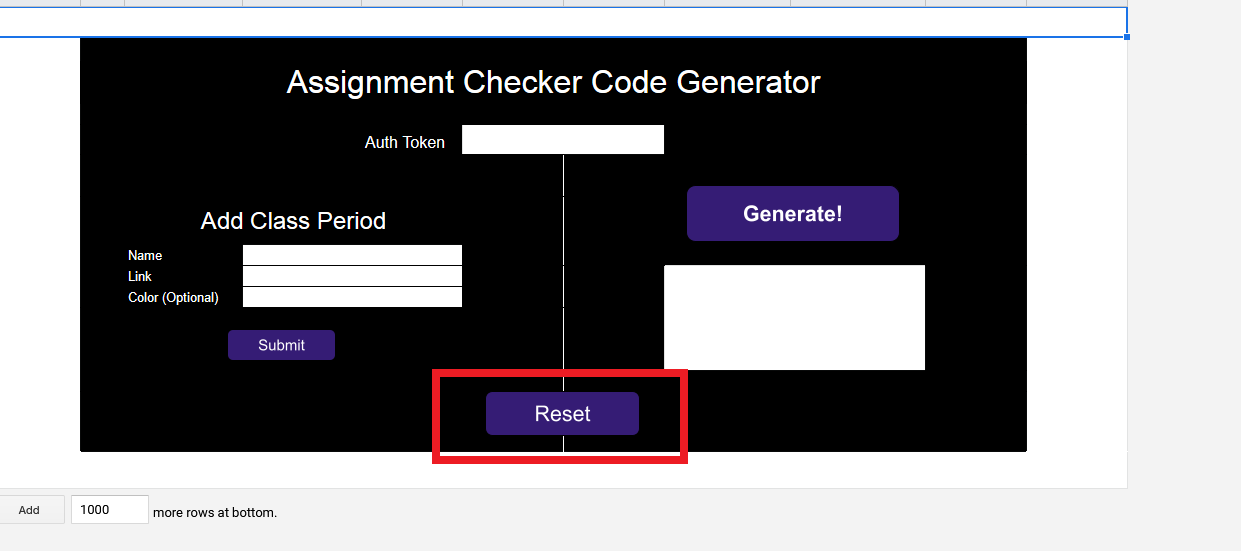 Assignment Checker Code Generator
Auth Token
Generate!
Add Class Period
Name
Link
Color (Optional)
Submit
Reset
Add 1000 more rows at bottom.